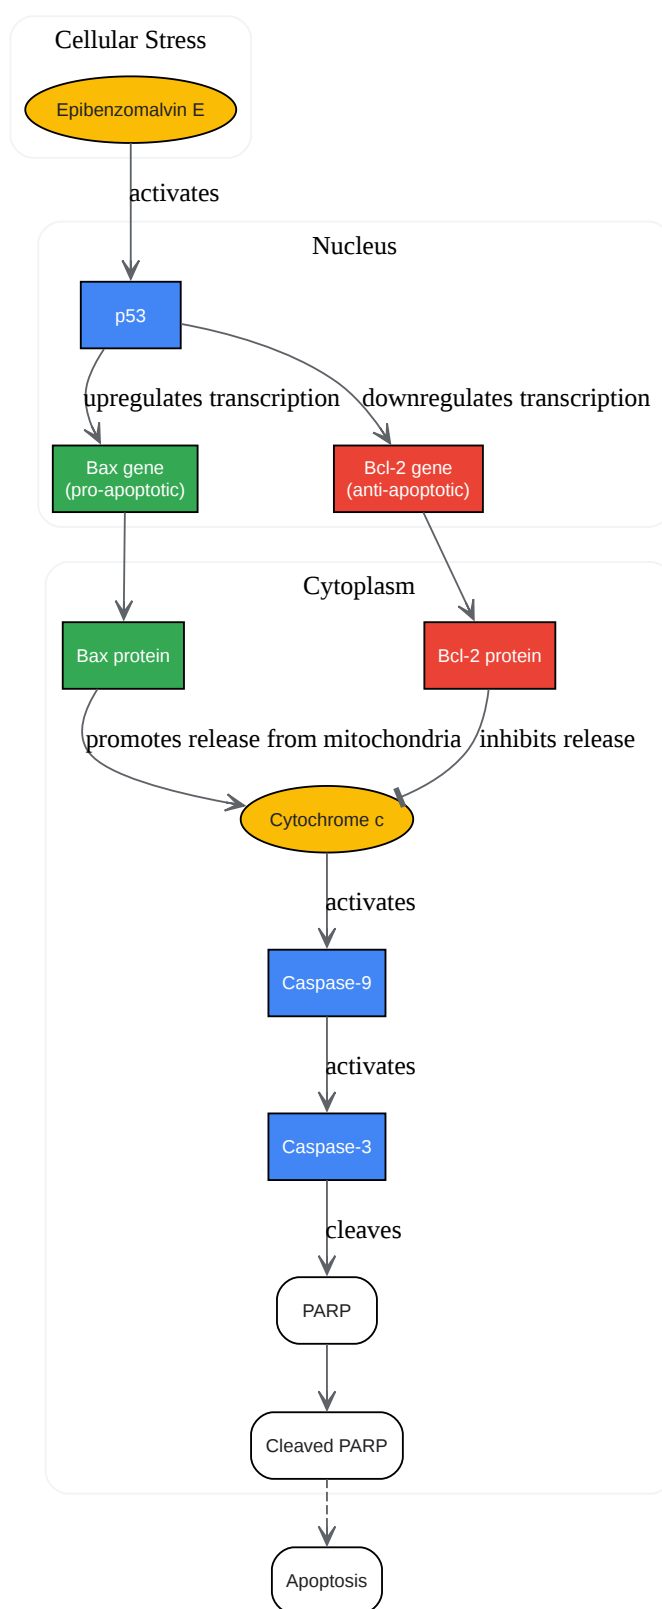 Cellular Stress
Epibenzomalvin E
activates
Nucleus
p53
upregulates transcription
downregulates transcription
Bax gene
(pro-apoptotic)
Bcl-2 gene
(anti-apoptotic)
Cytoplasm
Bax protein
Bcl-2 protein
promotes release from mitochondria
inhibits release
Cytochrome c
activates
Caspase-9
activates
Caspase-3
cleaves
PARP
Cleaved PARP
Apoptosis